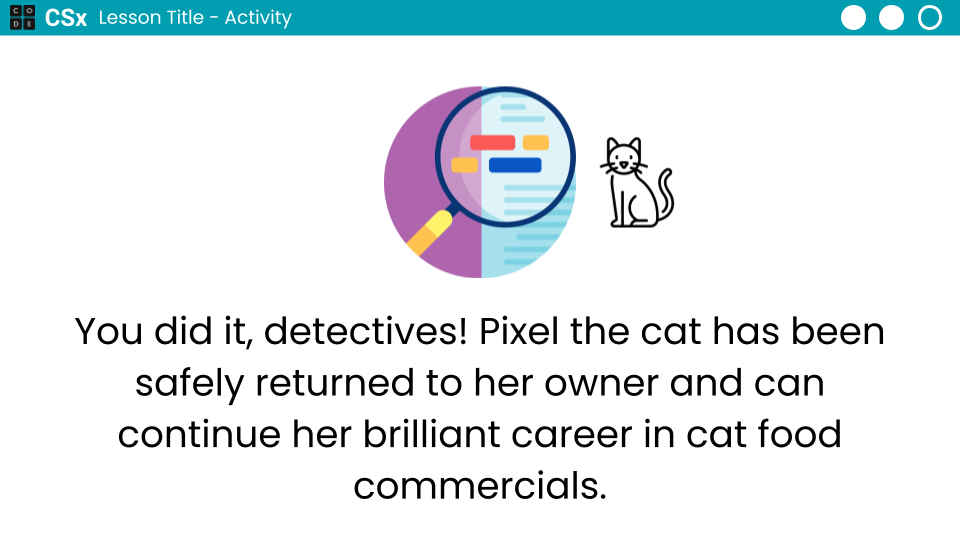 CODE
CSx Lesson Title - Activity
You did it, detectives! Pixel the cat has been
safely returned to her owner and can
continue her brilliant career in cat food
commercials.